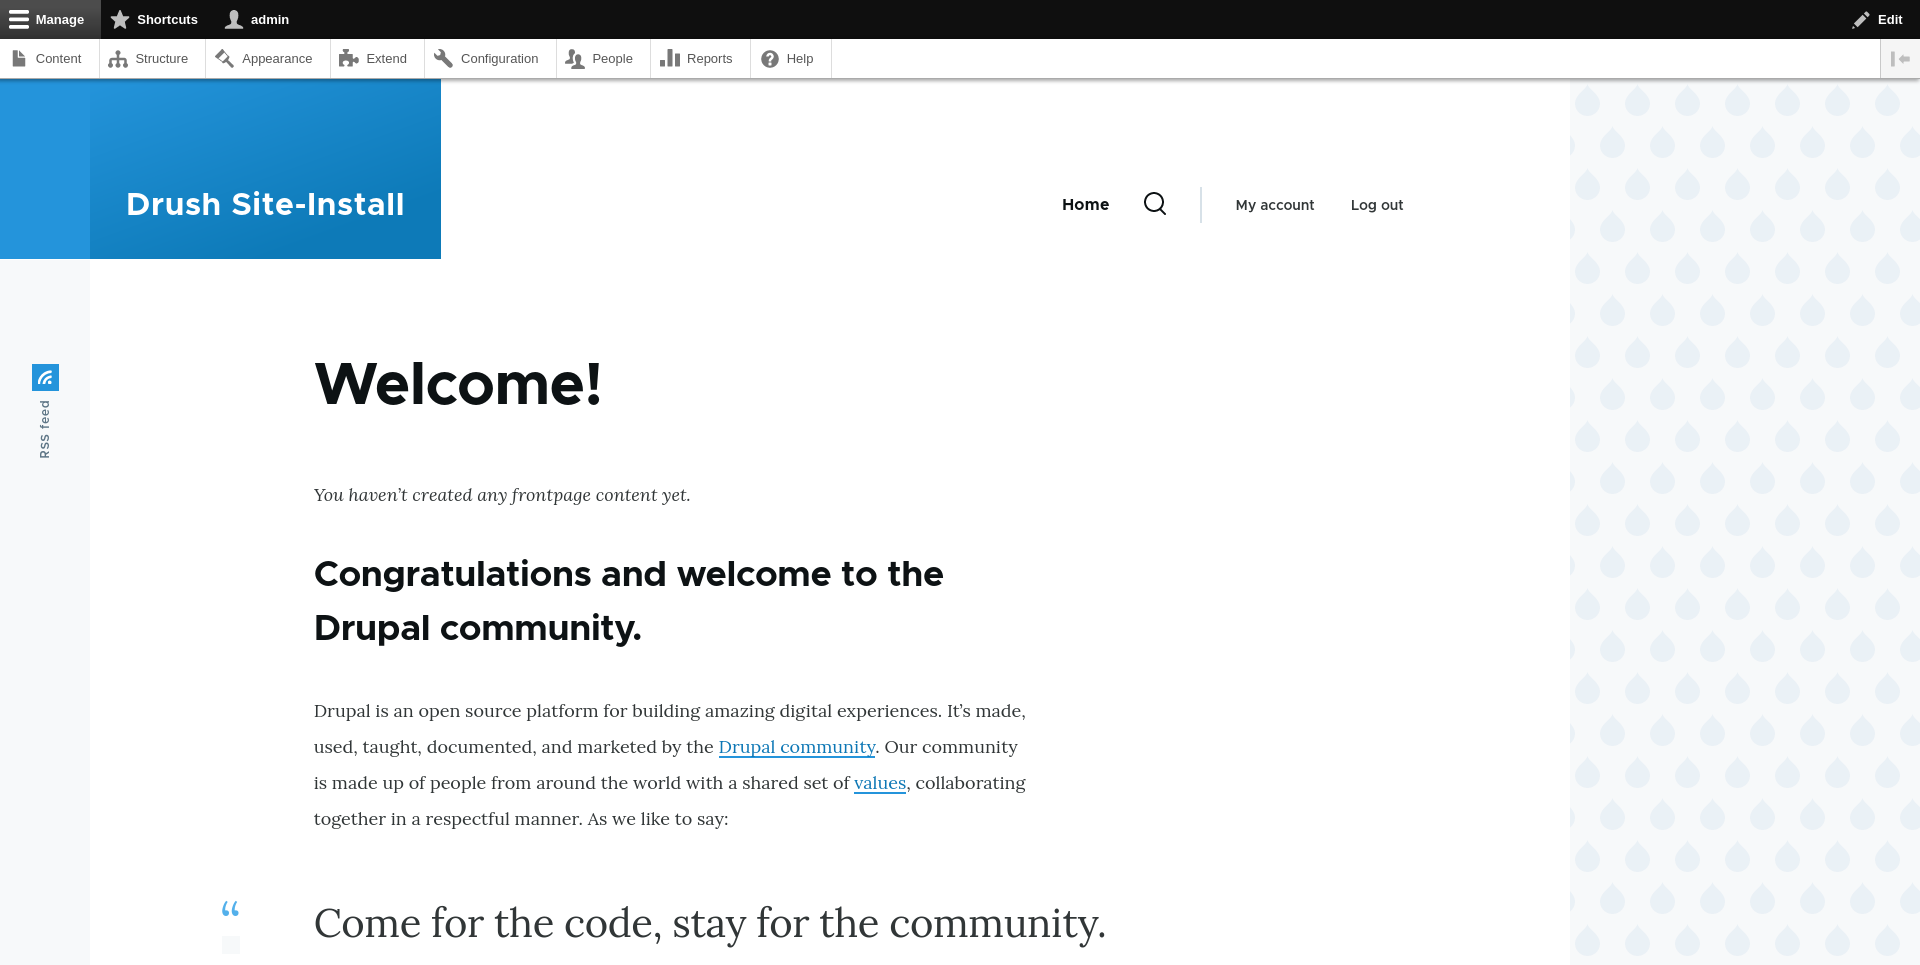 Manage Shortcuts admin Edit
Content Structure Appearance Extend Configuration People Reports Help
Drush Site-Install
Home My account Log out
RSS feed
Welcome!
You haven’t created any frontpage content yet.
Congratulations and welcome to the
Drupal community.
Drupal is an open source platform for building amazing digital experiences. It’s made,
used, taught, documented, and marketed by the Drupal community. Our community
is made up of people from around the world with a shared set of values, collaborating
together in a respectful manner. As we like to say:
“
Come for the code, stay for the community.